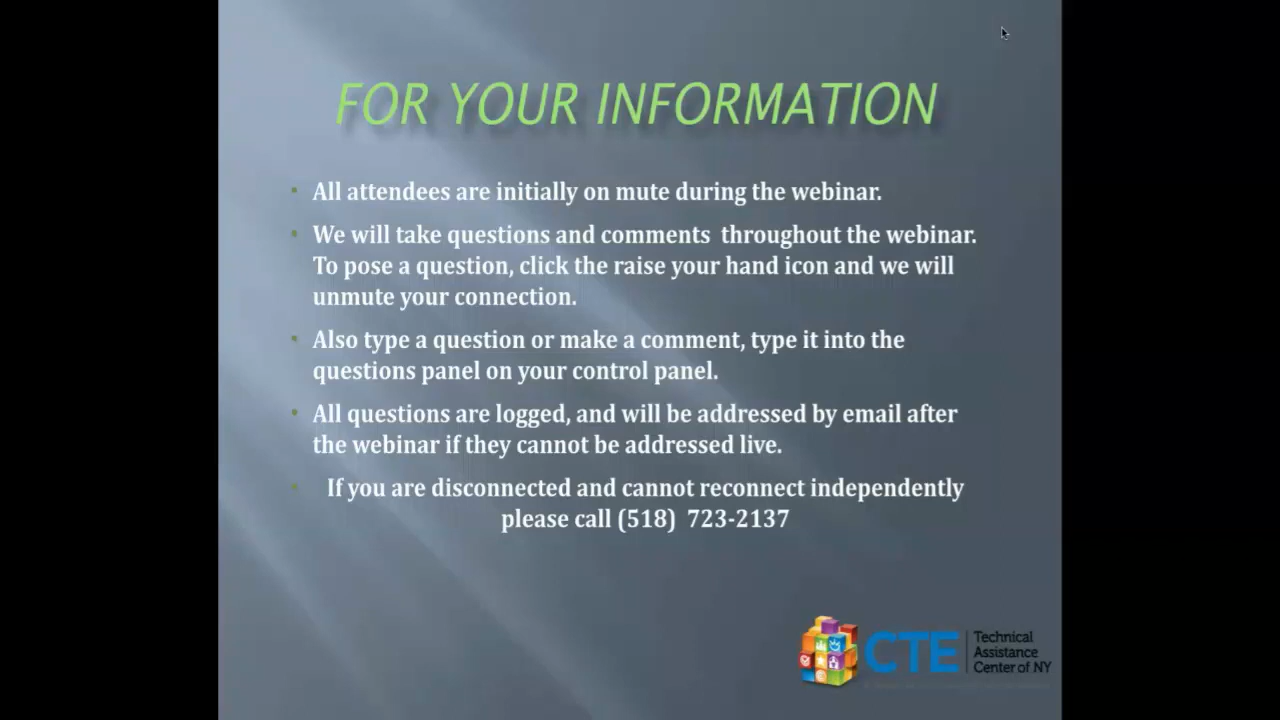 FOR YOUR INFORMATION
• All attendees are initially on mute during the webinar.
• We will take questions and comments  throughout the webinar.
To pose a question, click the raise your hand icon and we will
unmute your connection.
• Also type a question or make a comment, type it into the
questions panel on your control panel.
• All questions are logged, and will be addressed by email after
the webinar if they cannot be addressed live.
• If you are disconnected and cannot reconnect independently
please call (518)  723-2137
CTE
Technical
Assistance
Center of NY